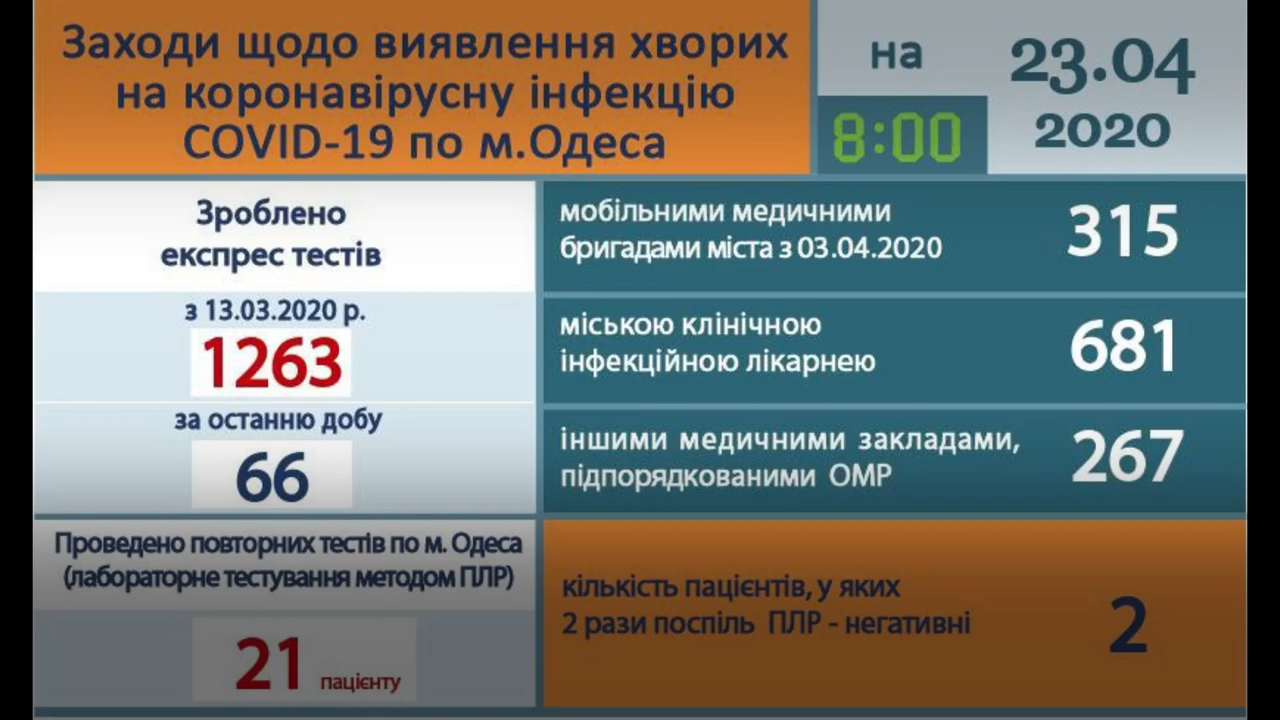 Заходи щодо виявлення хворих
на коронавірусну інфекцію
COVID-19 по м.Одеса
на
8:00
23.04
2020
Зроблено
експрес тестів
з 13.03.2020 р.
1263
за останню добу
66
мобільними медичними
бригадами міста з 03.04.2020
315
міською клінічною
інфекційною лікарнею
681
іншими медичними закладами,
підпорядкованими ОМР
267
Проведено повторних тестів по м. Одеса
(лабораторне тестування методом ПЛР)
21 пацієнту
кількість пацієнтів, у яких
2 рази поспіль ПЛР - негативні
2